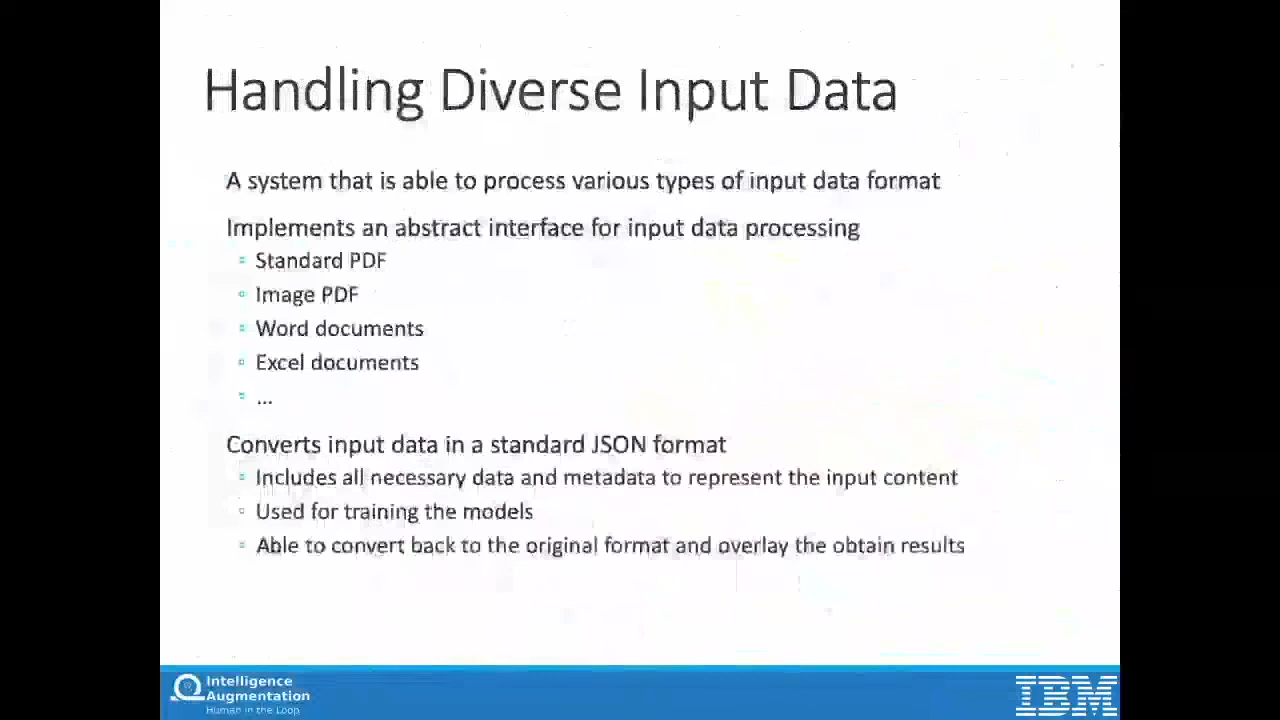 Handling Diverse Input Data
A system that is able to process various types of input data format
Implements an abstract interface for input data processing
Standard PDF
Image PDF
Word documents
Excel documents
...
Converts input data in a standard JSON format
Includes all necessary data and metadata to represent the input content
Used for training the models
Able to convert back to the original format and overlay the obtain results
Intelligence
Augmentation
Human in the Loop
IBM